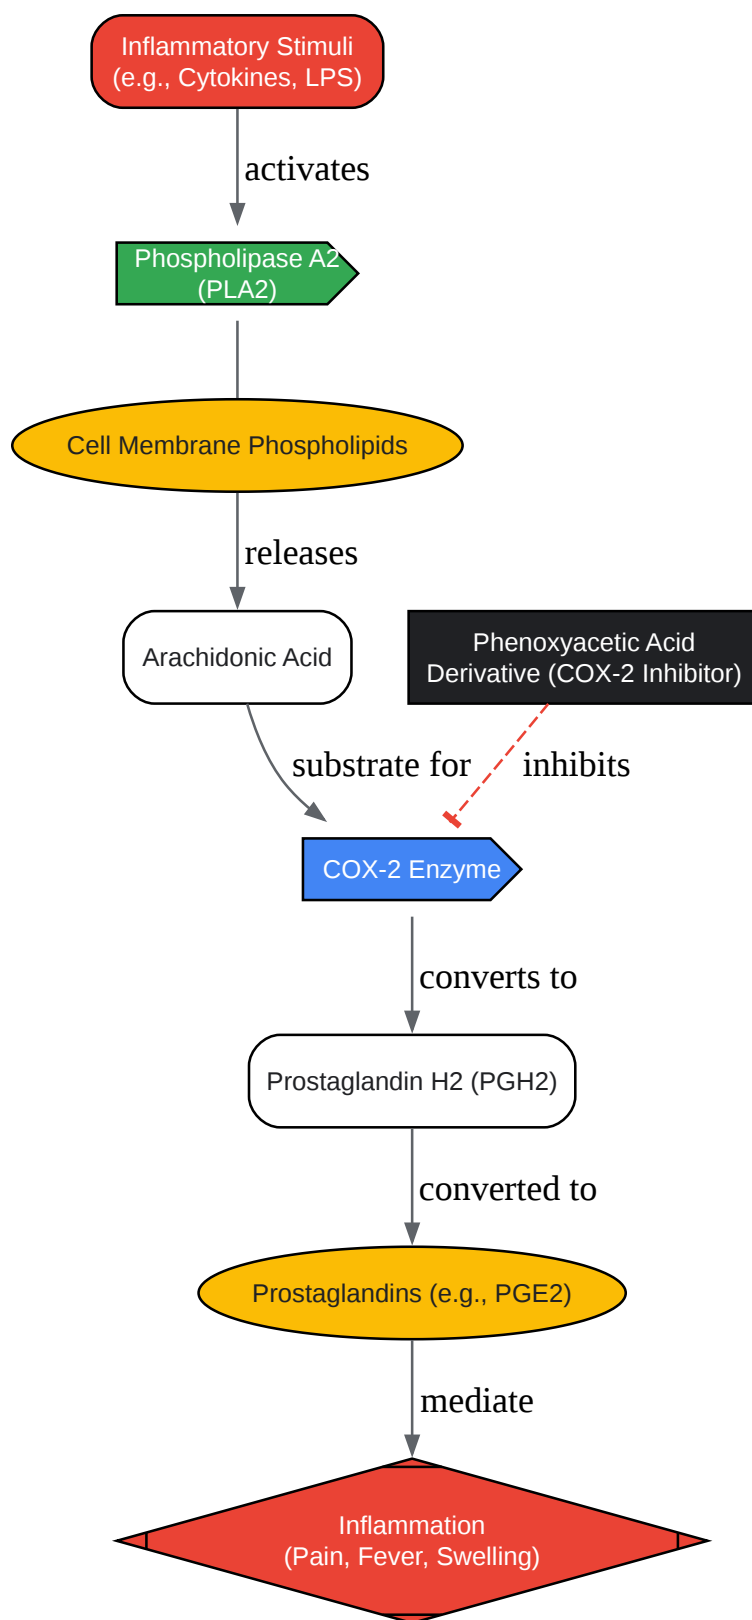 Inflammatory Stimuli
(e.g., Cytokines, LPS)
activates
Phospholipase A2
(PLA2)
Cell Membrane Phospholipids
releases
Arachidonic Acid
Phenoxyacetic Acid
Derivative (COX-2 Inhibitor)
substrate for
inhibits
COX-2 Enzyme
converts to
Prostaglandin H2 (PGH2)
converted to
Prostaglandins (e.g., PGE2)
mediate
Inflammation
(Pain, Fever, Swelling)